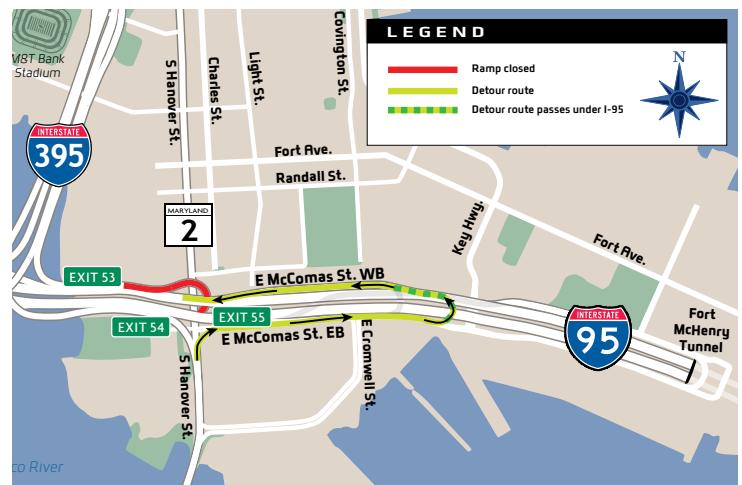 M&T Bank
Stadium
S Hanover St.
Charles St.
Light St.
Covington St.
LEGEND
Ramp closed
Detour route
Detour route passes under I-95
N
INTERSTATE
395
Fort Ave.
Randall St.
MARYLAND
2
Key Hwy.
Fort Ave.
EXIT 53
E McComas St. WB
EXIT 54
EXIT 55
E McComas St. EB
INTERSTATE
95
Fort
McHenry
Tunnel
S Hanover St.
E Cromwell St.
co River